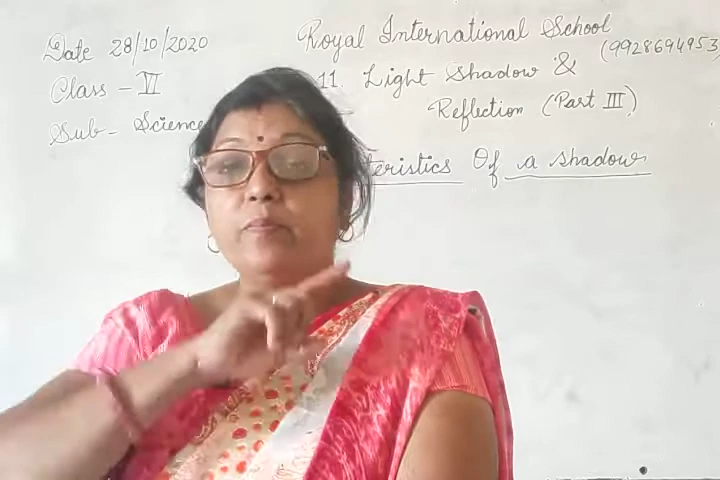 Date 28/10/2020
Class - VI
Sub - Science
Royal International School
(9928694953)
11. Light Shadow &
Reflection (Part III)
teristics Of a shadow